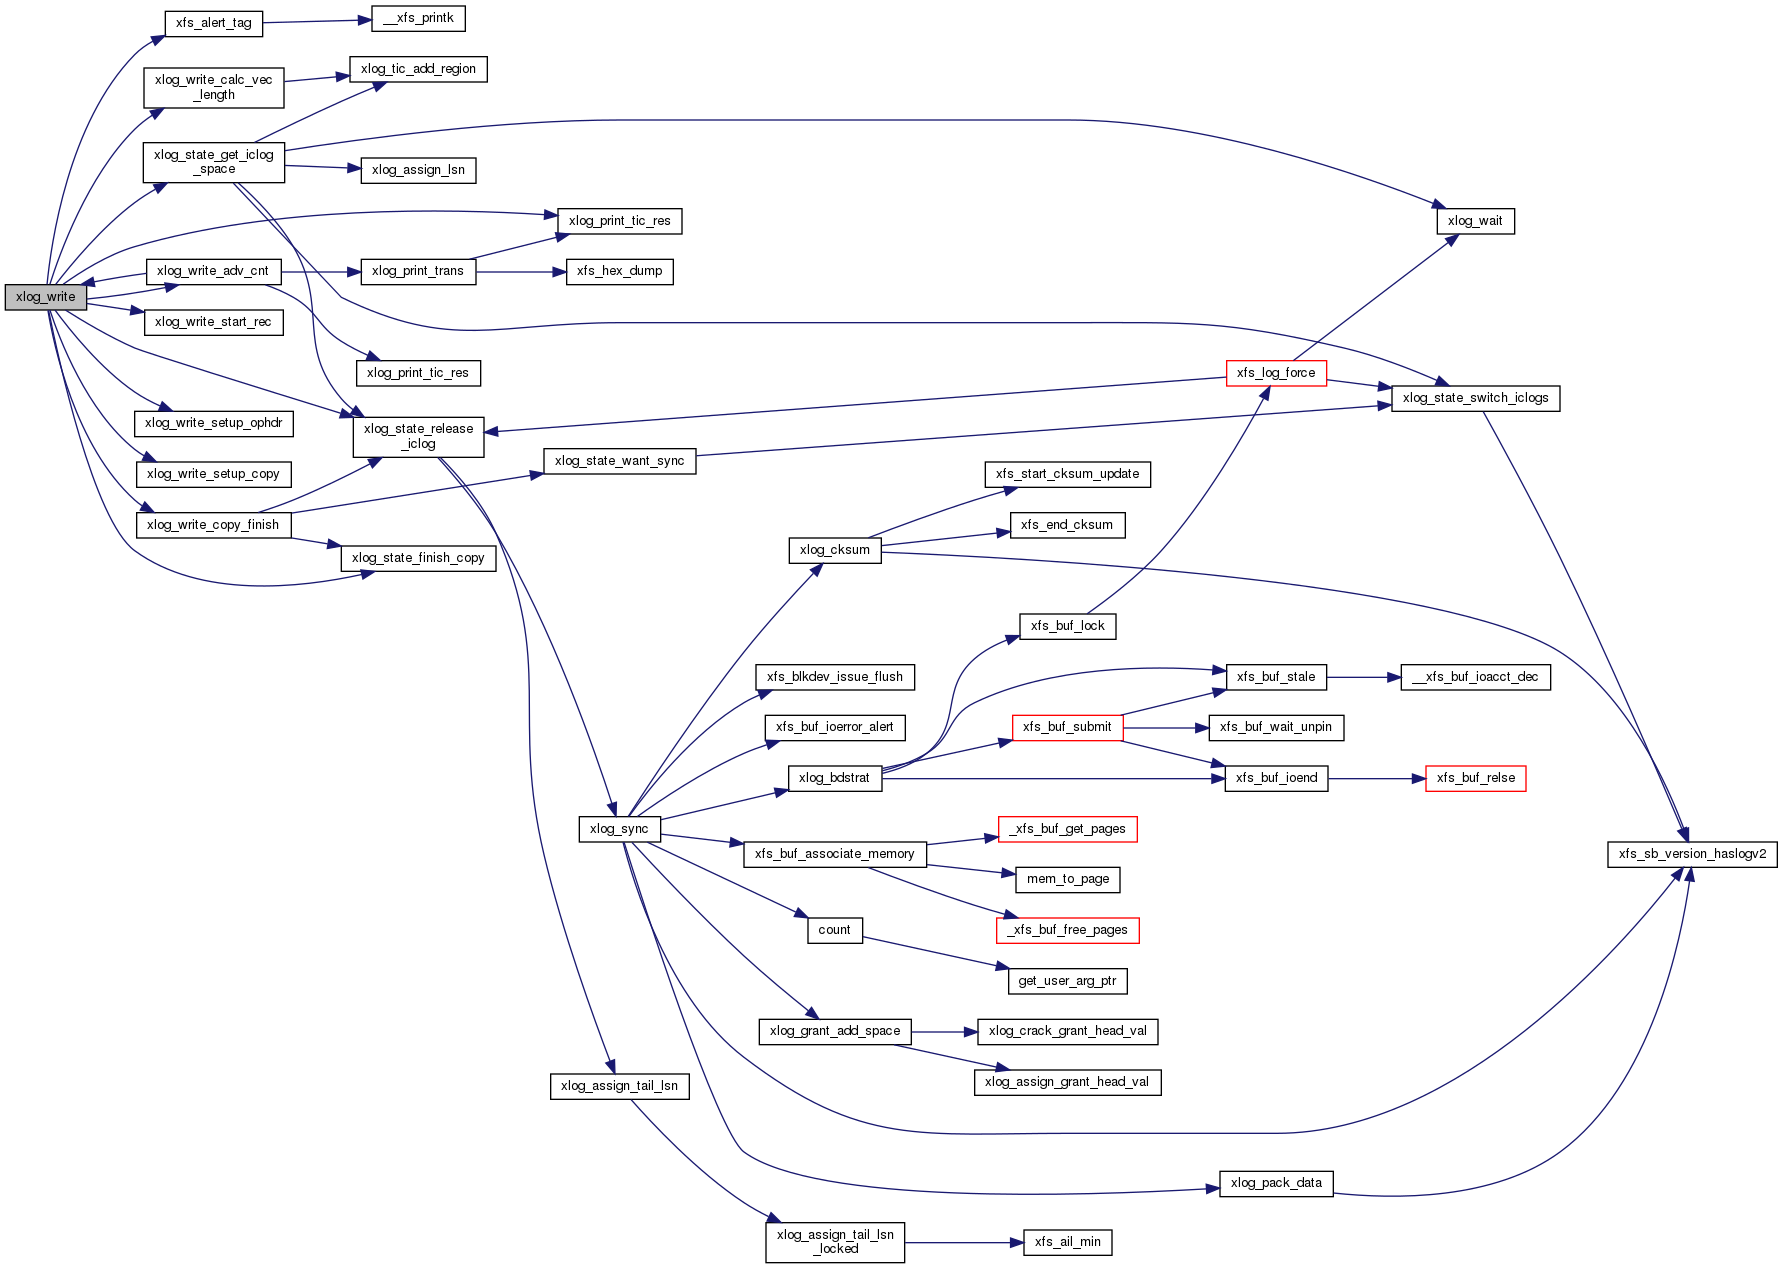 xfs_alert_tag
__xfs_printk
xlog_write_calc_vec
_length
xlog_tic_add_region
xlog_state_get_iclog
_space
xlog_assign_lsn
xlog_print_tic_res
xlog_wait
xlog_write_adv_cnt
xlog_print_trans
xfs_hex_dump
xlog_write
xlog_write_start_rec
xlog_print_tic_res
xfs_log_force
xlog_state_switch_iclogs
xlog_write_setup_ophdr
xlog_state_release
_iclog
xlog_state_want_sync
xlog_write_setup_copy
xfs_start_cksum_update
xlog_write_copy_finish
xfs_end_cksum
xlog_state_finish_copy
xlog_cksum
xfs_buf_lock
xfs_blkdev_issue_flush
xfs_buf_stale
__xfs_buf_ioacct_dec
xfs_buf_ioerror_alert
xfs_buf_submit
xfs_buf_wait_unpin
xlog_bdstrat
xfs_buf_ioend
xfs_buf_relse
xlog_sync
_xfs_buf_get_pages
xfs_buf_associate_memory
xfs_sb_version_haslogv2
mem_to_page
count
_xfs_buf_free_pages
get_user_arg_ptr
xlog_grant_add_space
xlog_crack_grant_head_val
xlog_assign_tail_lsn
xlog_assign_grant_head_val
xlog_pack_data
xlog_assign_tail_lsn
_locked
xfs_ail_min